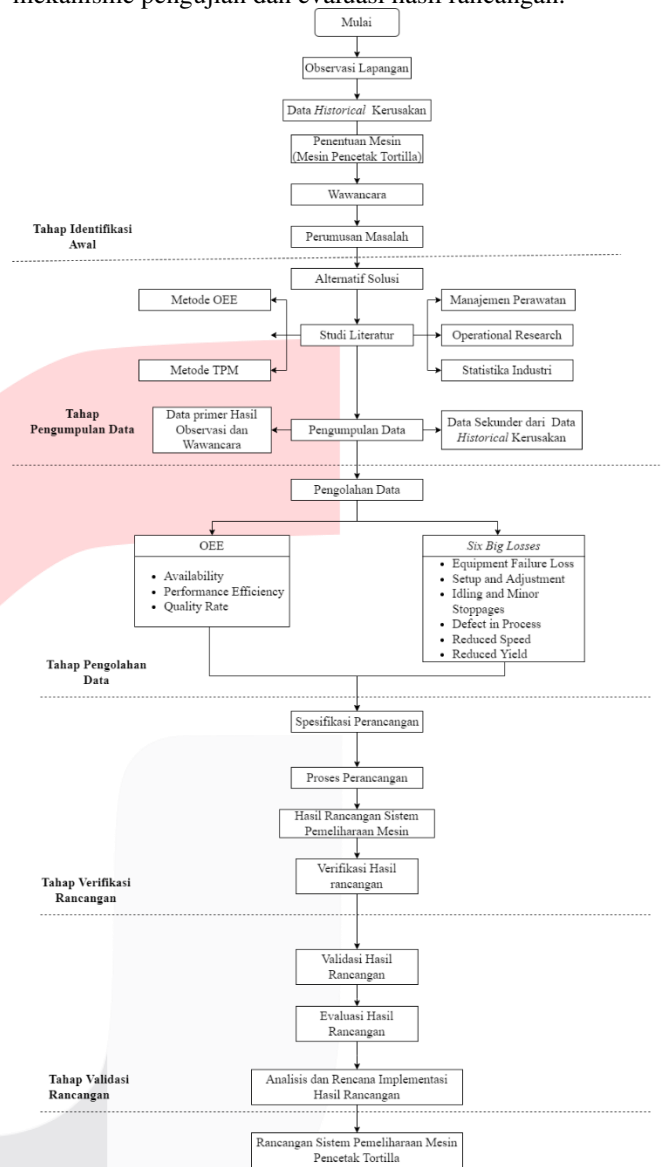 mekanisme pengujian dan evaluasi hasil rancangan.
Mulai
Observasi Lapangan
Data Historical Kerusakan
Penentuan Mesin
(Mesin Pencetak Tortilla)
Wawancara
Tahap Identifikasi
Awal
Perumusan Masalah
Alternatif Solusi
Metode OEE
Manajemen Perawatan
Studi Literatur
Operational Research
Metode TPM
Statistika Industri
Tahap
Pengumpulan Data
Data primer Hasil
Observasi dan
Wawancara
Pengumpulan Data
Data Sekunder dari Data
Historical Kerusakan
Pengolahan Data
OEE
• Availability
• Performance Efficiency
• Quality Rate
Six Big Losses
• Equipment Failure Loss
• Setup and Adjustment
• Idling and Minor
Stoppages
• Defect in Process
• Reduced Speed
• Reduced Yield
Tahap Pengolahan
Data
Spesifikasi Perancangan
Proses Perancangan
Hasil Rancangan Sistem
Pemeliharaan Mesin
Verifikasi Hasil
rancangan
Tahap Verifikasi
Rancangan
Validasi Hasil
Rancangan
Evaluasi Hasil
Rancangan
Tahap Validasi
Rancangan
Analisis dan Rencana Implementasi
Hasil Rancangan
Rancangan Sistem Pemeliharaan Mesin
Pencetak Tortilla